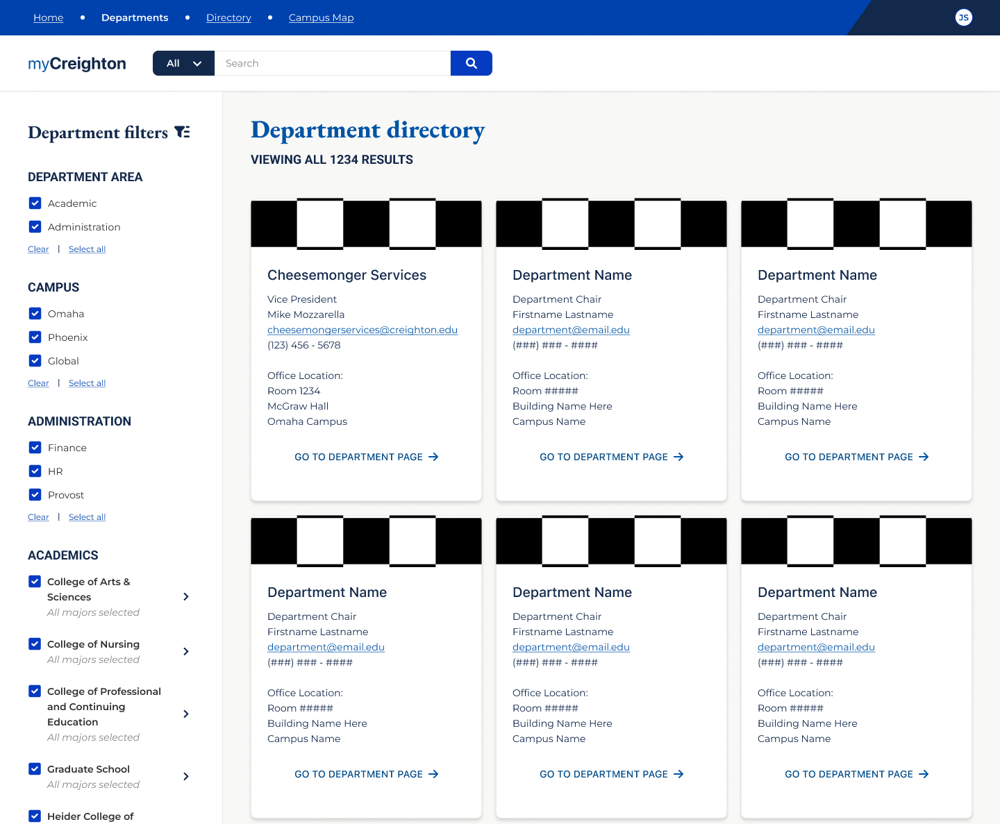 Home • Departments • Directory • Campus Map
JS
myCreighton
All
Search
Department filters
DEPARTMENT AREA
Academic
Administration
Clear | Select all
CAMPUS
Omaha
Phoenix
Global
Clear | Select all
ADMINISTRATION
Finance
HR
Provost
Clear | Select all
ACADEMICS
College of Arts &
Sciences
All majors selected
College of Nursing
All majors selected
College of Professional
and Continuing
Education
All majors selected
Graduate School
All majors selected
Heider College of
Department directory
VIEWING ALL 1234 RESULTS
Cheesemonger Services
Vice President
Mike Mozzarella
cheesemongerservices@creighton.edu
(123) 456 - 5678
Office Location:
Room 1234
McGraw Hall
Omaha Campus
GO TO DEPARTMENT PAGE
Department Name
Department Chair
Firstname Lastname
department@email.edu
(###) ### - ####
Office Location:
Room #####
Building Name Here
Campus Name
GO TO DEPARTMENT PAGE
Department Name
Department Chair
Firstname Lastname
department@email.edu
(###) ### - ####
Office Location:
Room #####
Building Name Here
Campus Name
GO TO DEPARTMENT PAGE
Department Name
Department Chair
Firstname Lastname
department@email.edu
(###) ### - ####
Office Location:
Room #####
Building Name Here
Campus Name
GO TO DEPARTMENT PAGE
Department Name
Department Chair
Firstname Lastname
department@email.edu
(###) ### - ####
Office Location:
Room #####
Building Name Here
Campus Name
GO TO DEPARTMENT PAGE
Department Name
Department Chair
Firstname Lastname
department@email.edu
(###) ### - ####
Office Location:
Room #####
Building Name Here
Campus Name
GO TO DEPARTMENT PAGE